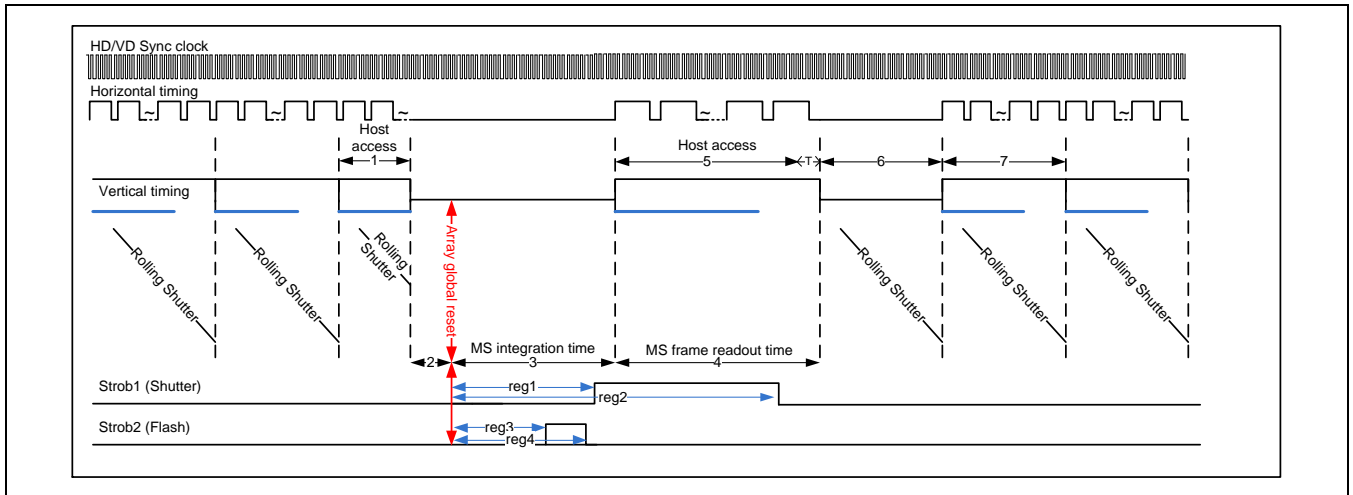 HD/VD Sync clock
Horizontal timing
~ ~ ~ ~ ~ ~
Host
access
1
Host access
5
T
6
7
Vertical timing
Rolling Shutter
Rolling Shutter
Rolling
Shutter
Array global reset
Rolling Shutter
Rolling Shutter
Rolling Shutter
2
MS integration time
3
MS frame readout time
4
Strob1 (Shutter)
reg1
reg2
Strob2 (Flash)
reg3
reg4